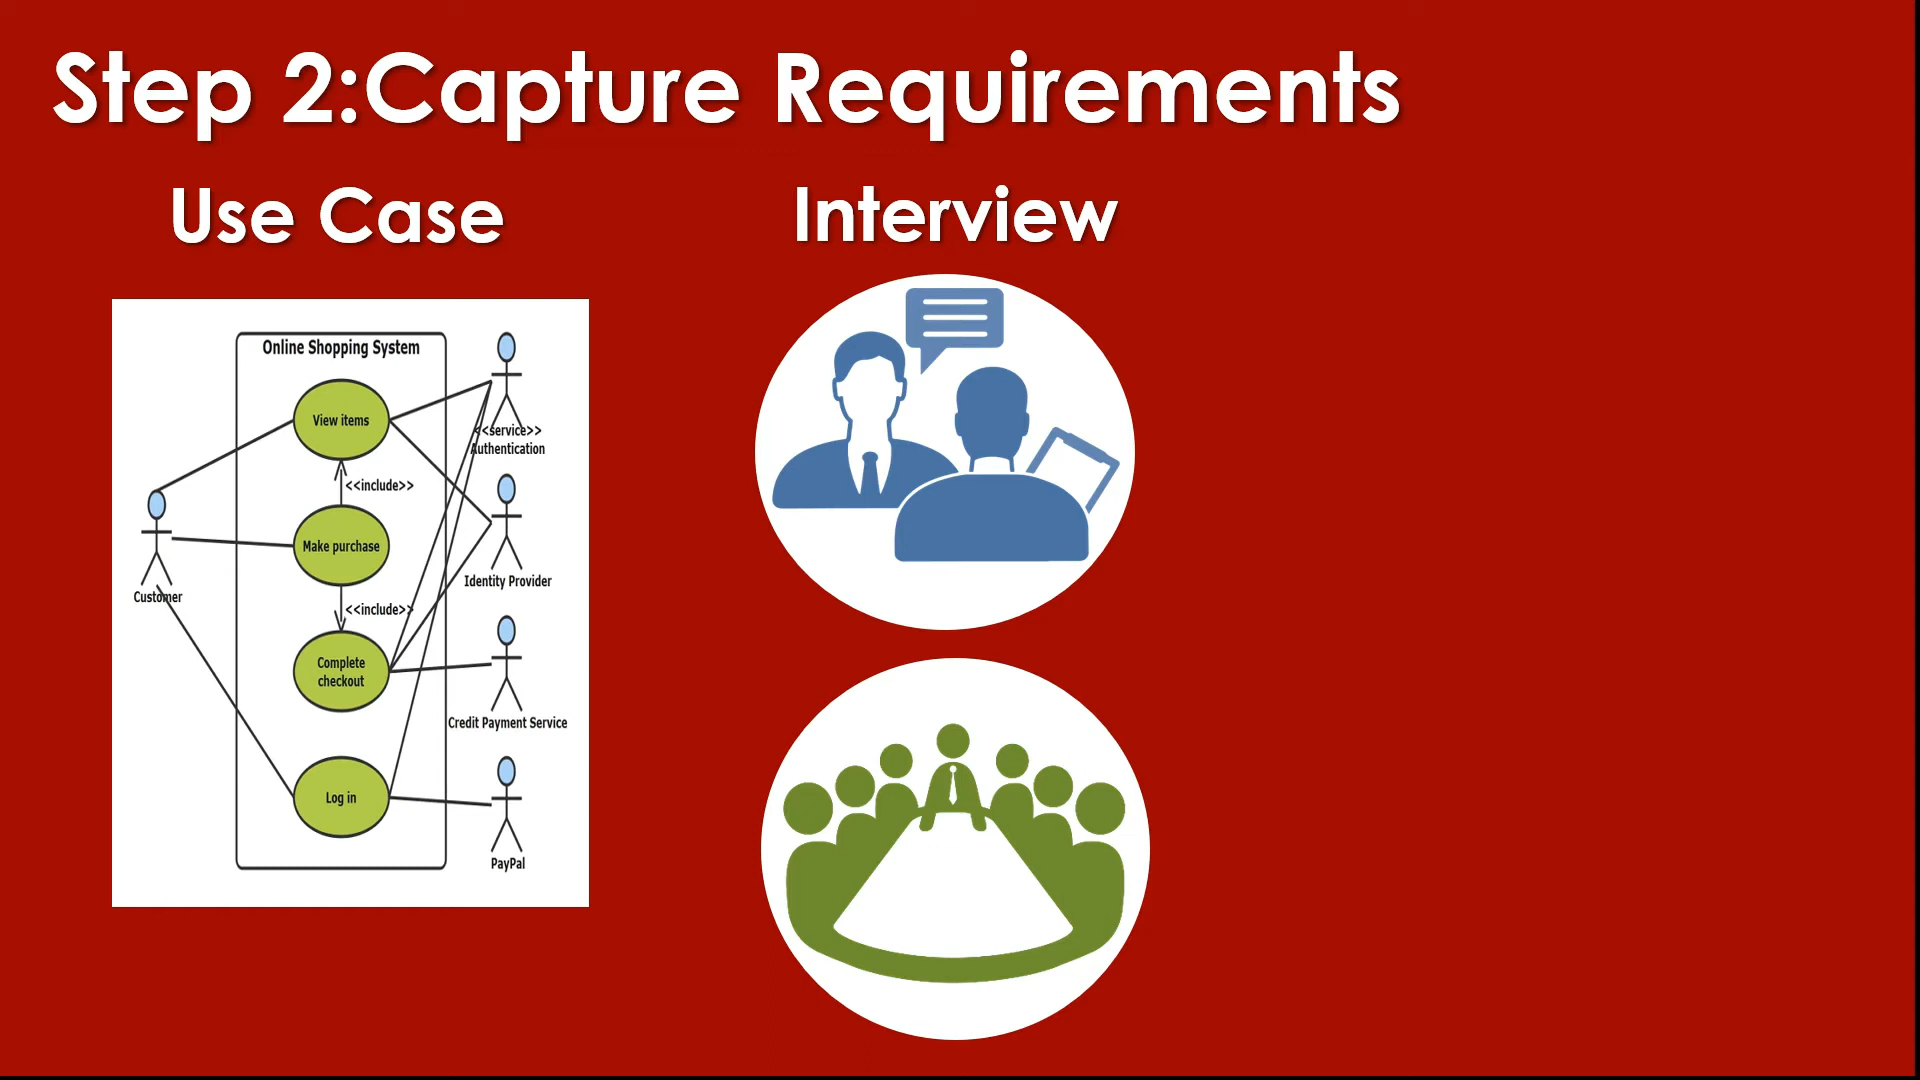 Step 2:Capture Requirements
Use Case
Interview
Online Shopping System
View items
<<service>>
Authentication
<<include>>
Make purchase
Identity Provider
Customer
<<include>>
Complete
checkout
Credit Payment Service
Log in
PayPal